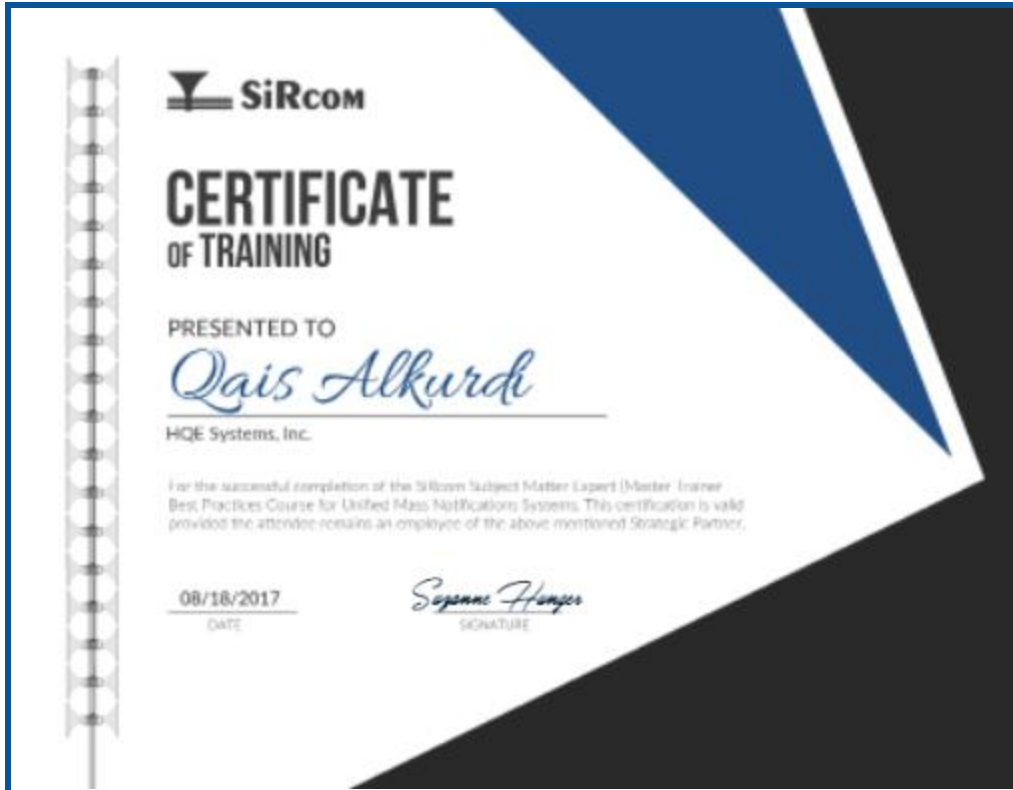 SiRcom
CERTIFICATE
OF TRAINING
PRESENTED TO
Qais Alkurdi
HQE Systems, Inc.
For the successful completion of the SiRcom Subject Matter Expert (Master Trainer
Best Practices Course for Unified Mass Notifications Systems. This certification is valid
provided the attendee remains an employee of the above mentioned Strategic Partner.
08/18/2017
DATE
Suzanne
SIGNATURE